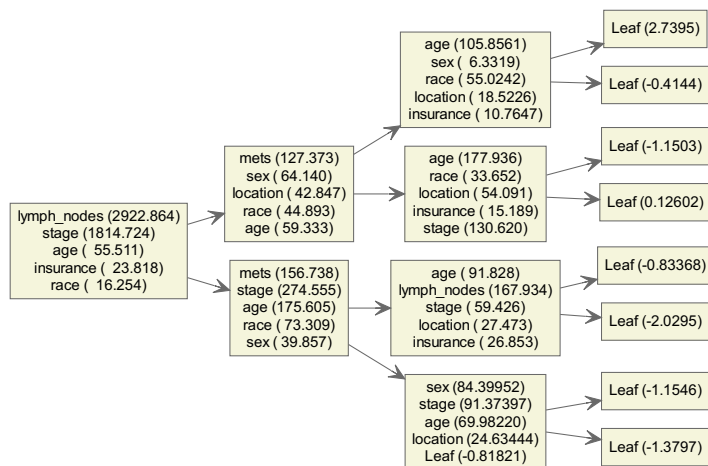 lymph_nodes (2922.864)
stage (1814.724)
age ( 55.511)
insurance ( 23.818)
race ( 16.254)
mets (127.373)
sex ( 64.140)
location ( 42.847)
race ( 44.893)
age ( 59.333)
mets (156.738)
stage (274.555)
age (175.605)
race ( 73.309)
sex ( 39.857)
age (105.8561)
sex ( 6.3319)
race ( 55.0242)
location ( 18.5226)
insurance ( 10.7647)
age (177.936)
race ( 33.652)
location ( 54.091)
insurance ( 15.189)
stage (130.620)
age ( 91.828)
lymph_nodes (167.934)
stage ( 59.426)
location ( 27.473)
insurance ( 26.853)
sex (84.39952)
stage (91.37397)
age (69.98220)
location (24.63444)
Leaf (-0.81821)
Leaf (2.7395)
Leaf (-0.4144)
Leaf (-1.1503)
Leaf (0.12602)
Leaf (-0.83368)
Leaf (-2.0295)
Leaf (-1.1546)
Leaf (-1.3797)